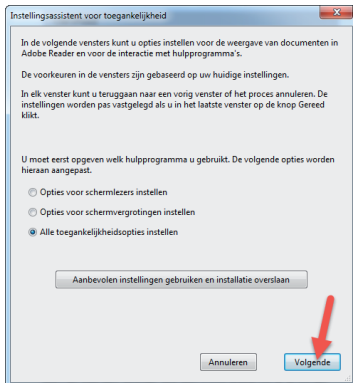 Instellingsassistent voor toegankelijkheid
In de volgende vensters kunt u opties instellen voor de weergave van documenten in
Adobe Reader en voor de interactie met hulpprogramma's.
De voorkeuren in de vensters zijn gebaseerd op uw huidige instellingen.
In elk venster kunt u teruggaan naar een vorig venster of het proces annuleren. De
instellingen worden pas vastgelegd als u in het laatste venster op de knop Gereed
klikt.
U moet eerst opgeven welk hulpprogramma u gebruikt. De volgende opties worden
hieraan aangepast.
Opties voor schermlezers instellen
Opties voor schermvergrotingen instellen
Alle toegankelijkheidsopties instellen
Aanbevolen instellingen gebruiken en installatie overslaan
Annuleren
Volgende